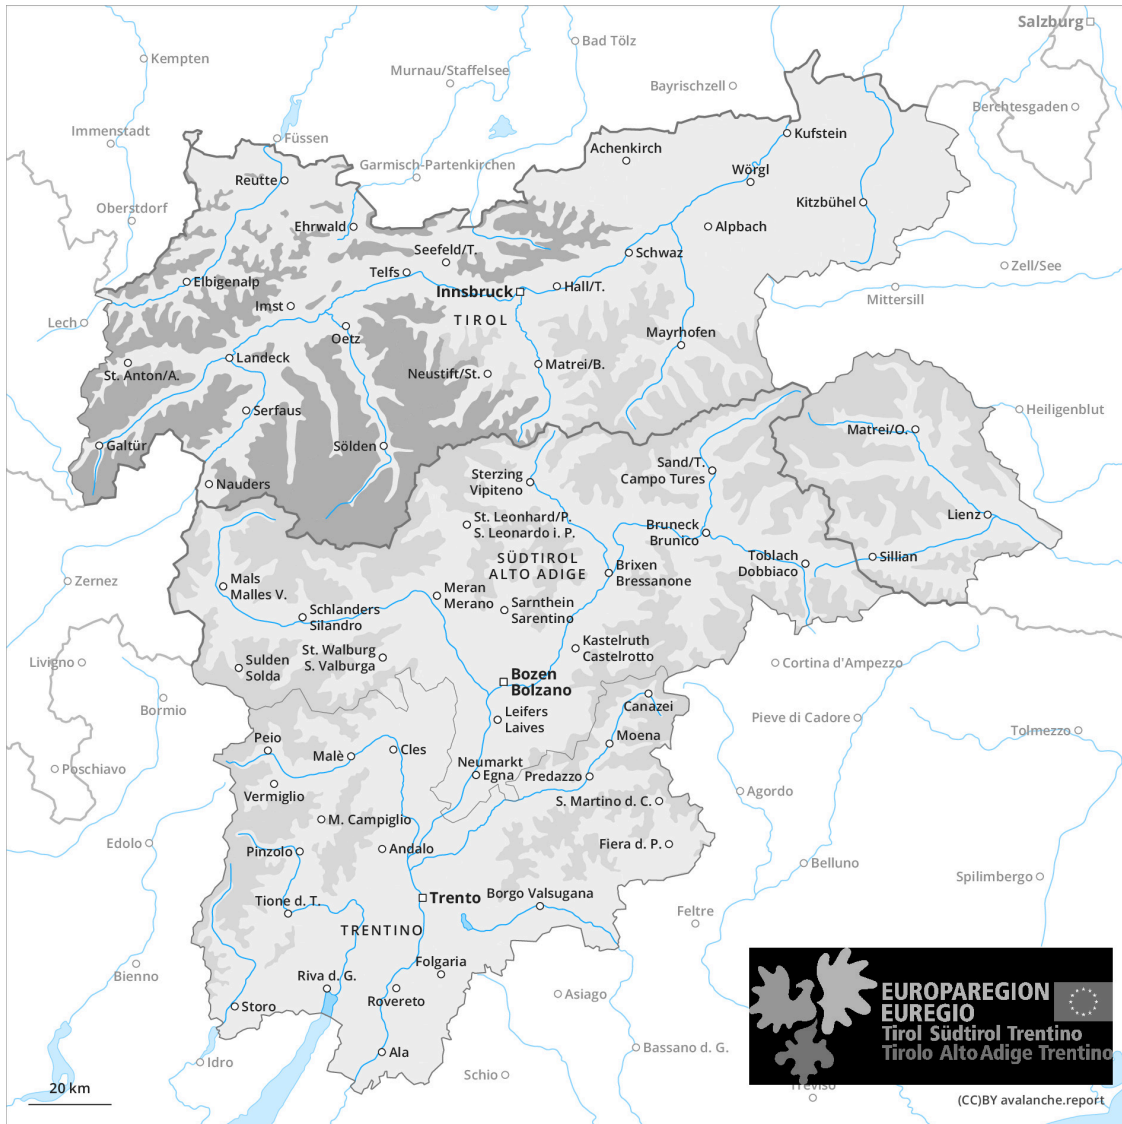 Salzburg
Bad Tölz
Kempten
Murnau/Staffelsee
Bayrischzell
Berchtesgaden
Immenstadt
Füssen
Kufstein
Achenkirch
Garmisch-Partenkirchen
Wörgl
Reutte
Kitzbühel
Oberstdorf
Ehrwald
Alpbach
Seefeld/T.
Schwaz
Telfs
Zell/See
Elbigenalp
Hall/T.
Innsbruck
Mittersill
Imst
TIROL
Lech
Oetz
Mayrhofen
Landeck
Matrei/B.
St. Anton/A.
Neustift/St.
Serfaus
Heiligenblut
Matrei/O.
Galtür
Sölden
Sand/T.
Campo Tures
Sterzing
Vipiteno
Nauders
Lienz
St. Leonhard/P.
S. Leonardo i. P.
Bruneck
Brunico
SÜDTIROL
ALTO ADIGE
Toblach
Dobbiaco
Sillian
Brixen
Bressanone
Zernez
Mals
Malles V.
Meran
Merano
Sarnthein
Sarentino
Schlanders
Silandro
Kastelruth
Castelrotto
St. Walburg
S. Valburga
Livigno
Sulden
Solda
Cortina d'Ampezzo
Bozen
Bolzano
Canazei
Bormio
Leifers
Laives
Pieve di Cadore
Tolmezzo
Moena
Peio
Cles
Malè
Neumarkt
Egna
Predazzo
Poschiavo
Vermiglio
Agordo
S. Martino d. C.
M. Campiglio
Edolo
Fiera d. P.
Pinzolo
Andalo
Belluno
Spilimbergo
Borgo Valsugana
Tione d. T.
Trento
Feltre
TRENTINO
Folgaria
Bienno
Riva d. G.
Rovereto
Asiago
Storo
EUROPAREGION
EUREGIO
Tirol Südtirol Trentino
Tirolo Alto Adige Trentino
Ala
Bassano d. G.
Idro
Schio
Treviso
20 km
(CC)BY avalanche.report